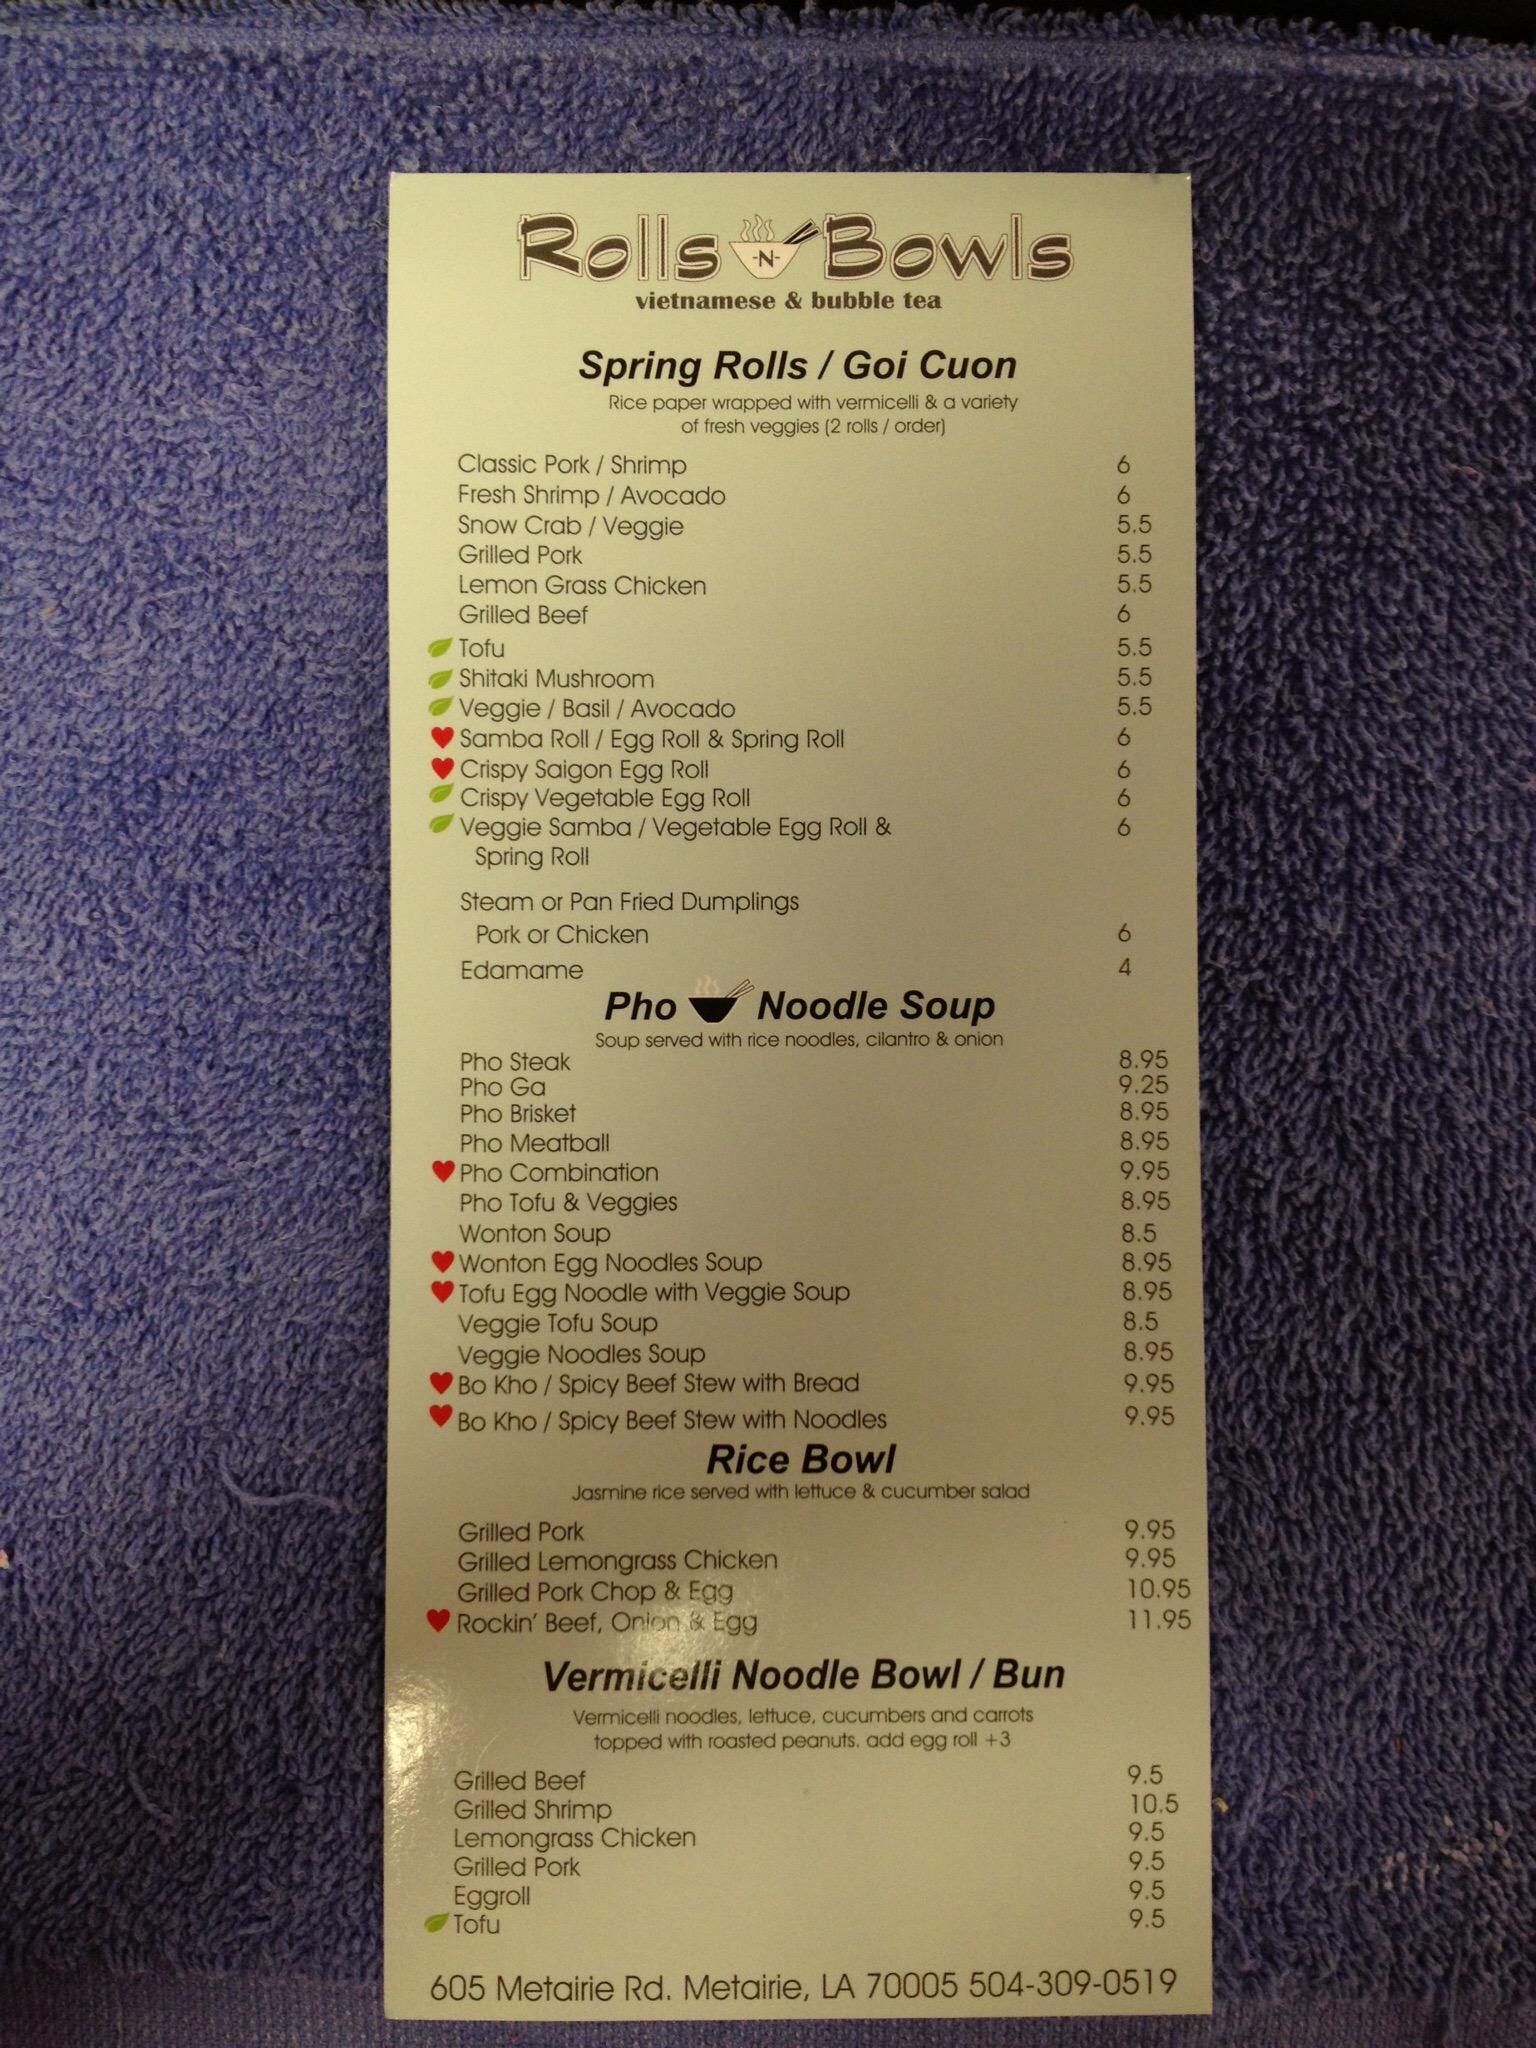 Rolls -N- Bowls
vietnamese & bubble tea
Spring Rolls / Goi Cuon
Rice paper wrapped with vermicelli & a variety
of fresh veggies (2 rolls / order)
Classic Pork / Shrimp 6
Fresh Shrimp / Avocado 6
Snow Crab / Veggie 5.5
Grilled Pork 5.5
Lemon Grass Chicken 5.5
Grilled Beef 6
Tofu 5.5
Shitaki Mushroom 5.5
Veggie / Basil / Avocado 5.5
Samba Roll / Egg Roll & Spring Roll 6
Crispy Saigon Egg Roll 6
Crispy Vegetable Egg Roll 6
Veggie Samba / Vegetable Egg Roll & 6
Spring Roll
Steam or Pan Fried Dumplings
Pork or Chicken 6
Edamame 4
Pho Noodle Soup
Soup served with rice noodles, cilantro & onion
Pho Steak 8.95
Pho Ga 9.25
Pho Brisket 8.95
Pho Meatball 8.95
Pho Combination 9.95
Pho Tofu & Veggies 8.95
Wonton Soup 8.5
Wonton Egg Noodles Soup 8.95
Tofu Egg Noodle with Veggie Soup 8.95
Veggie Tofu Soup 8.5
Veggie Noodles Soup 8.95
Bo Kho / Spicy Beef Stew with Bread 9.95
Bo Kho / Spicy Beef Stew with Noodles 9.95
Rice Bowl
Jasmine rice served with lettuce & cucumber salad
Grilled Pork 9.95
Grilled Lemongrass Chicken 9.95
Grilled Pork Chop & Egg 10.95
Rockin' Beef, Onion & Egg 11.95
Vermicelli Noodle Bowl / Bun
Vermicelli noodles, lettuce, cucumbers and carrots
topped with roasted peanuts. add egg roll +3
Grilled Beef 9.5
Grilled Shrimp 10.5
Lemongrass Chicken 9.5
Grilled Pork 9.5
Eggroll 9.5
Tofu 9.5
605 Metairie Rd. Metairie, LA 70005 504-309-0519